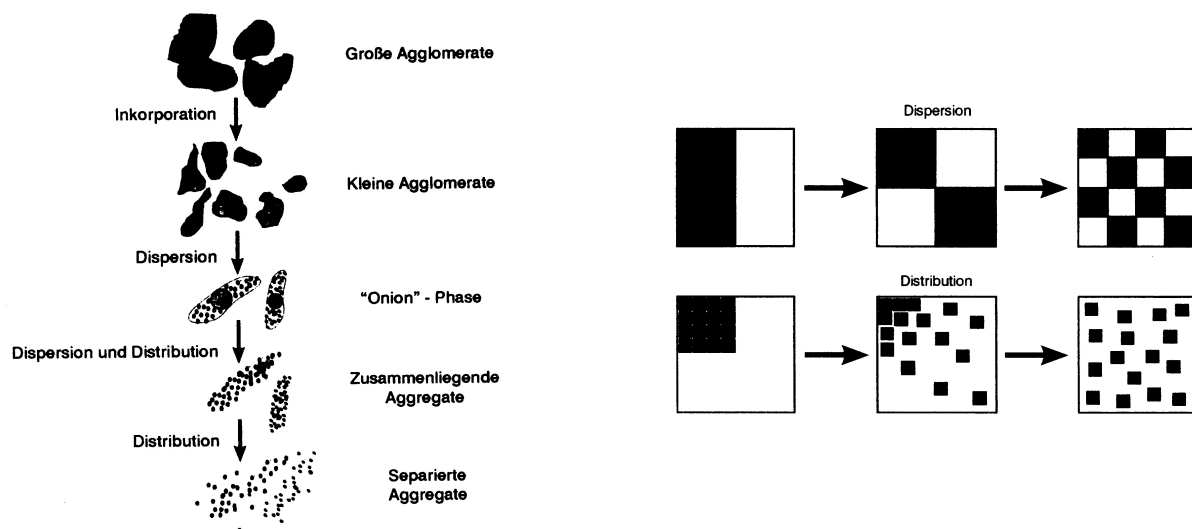 Große Agglomerate
Inkorporation
Kleine Agglomerate
Dispersion
“Onion” - Phase
Dispersion und Distribution
Zusammenliegende
Aggregate
Distribution
Separierte
Aggregate
Dispersion
Distribution